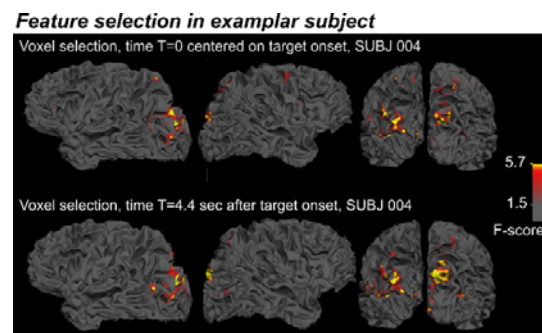 Feature selection in examplar subject
Voxel selection, time T=0 centered on target onset, SUBJ 004
5.7
1.5
F-score
Voxel selection, time T=4.4 sec after target onset, SUBJ 004